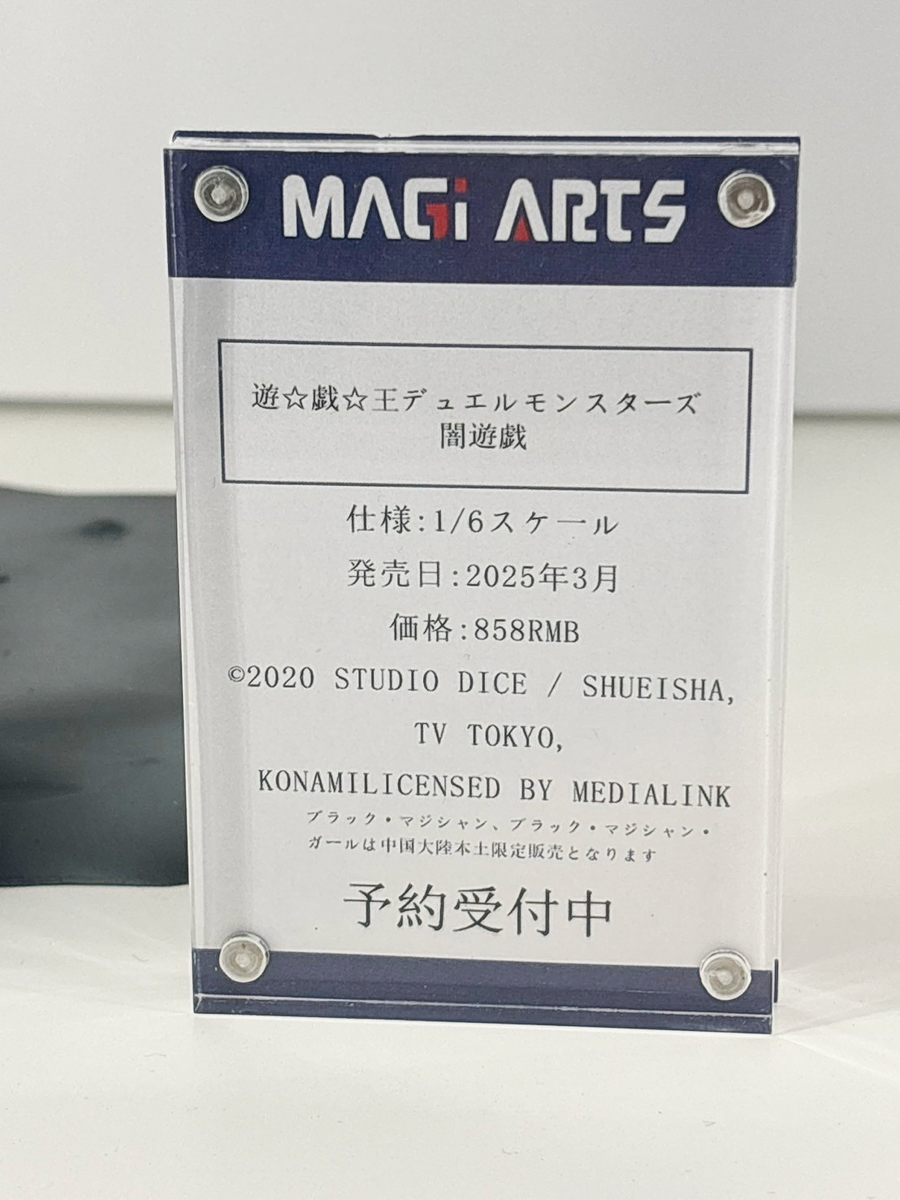 MAGi ARTS
遊☆戯☆王デュエルモンスターズ
闇遊戯
仕様:1/6スケール
発売日:2025年3月
価格:858RMB
©2020 STUDIO DICE / SHUEISHA,
TV TOKYO,
KONAMILICENSED BY MEDIALINK
ブラック・マジシャン、ブラック・マジシャン・
ガールは中国大陸本土限定販売となります
予約受付中